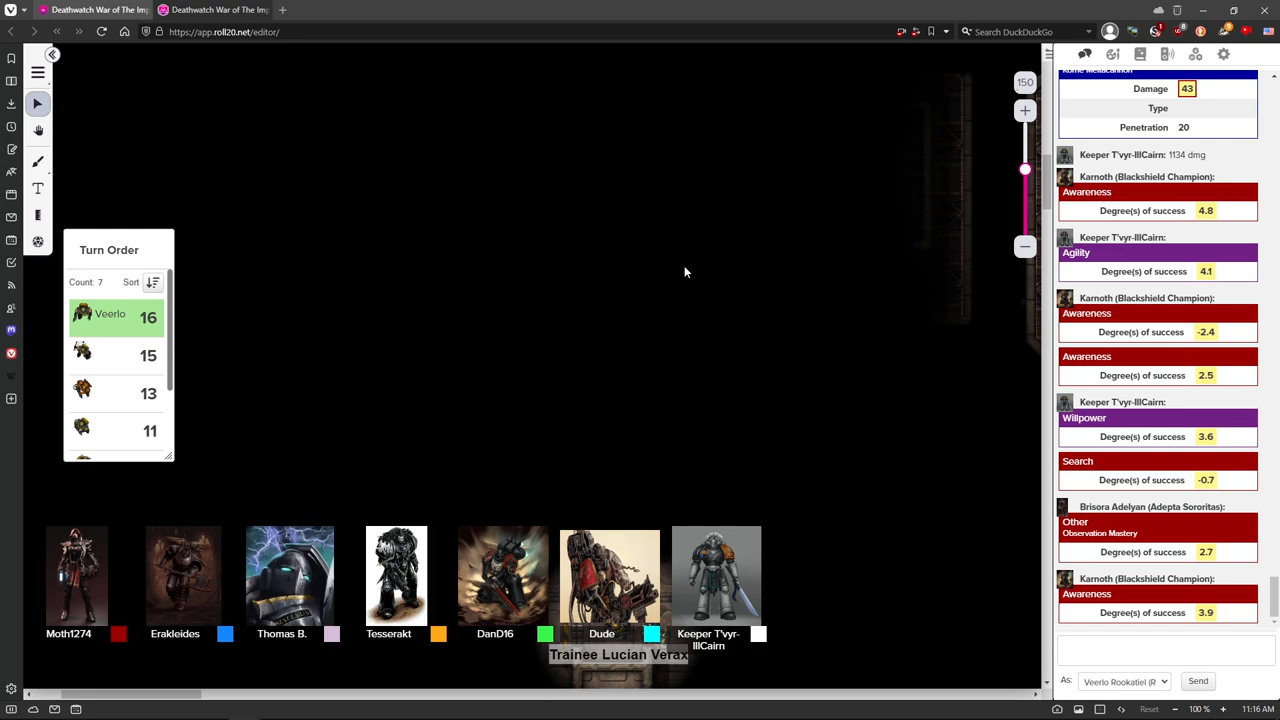 Deathwatch War of The Imp
Deathwatch War of The Imp
https://app.roll20.net/editor/
Search DuckDuckGo
150
Turn Order
Count: 7
Sort
Veerlo
16
15
13
11
Moth1274
Erakleides
Thomas B.
Tesserakt
DanD16
Dude
Keeper T'vyr-
IllCairn
Trainee Lucian Verax
Damage 43
Type
Penetration 20
Keeper T'vyr-IllCairn: 1134 dmg
Karnoth (Blackshield Champion):
Awareness
Degree(s) of success 4.8
Keeper T'vyr-IllCairn:
Agility
Degree(s) of success 4.1
Karnoth (Blackshield Champion):
Awareness
Degree(s) of success -2.4
Awareness
Degree(s) of success 2.5
Keeper T'vyr-IllCairn:
Willpower
Degree(s) of success 3.6
Search
Degree(s) of success -0.7
Brisora Adelyan (Adepta Sororitas):
Other
Observation Mastery
Degree(s) of success 2.7
Karnoth (Blackshield Champion):
Awareness
Degree(s) of success 3.9
As:
Veerlo Rookatiel (R
Send
Reset
100 %
11:16 AM